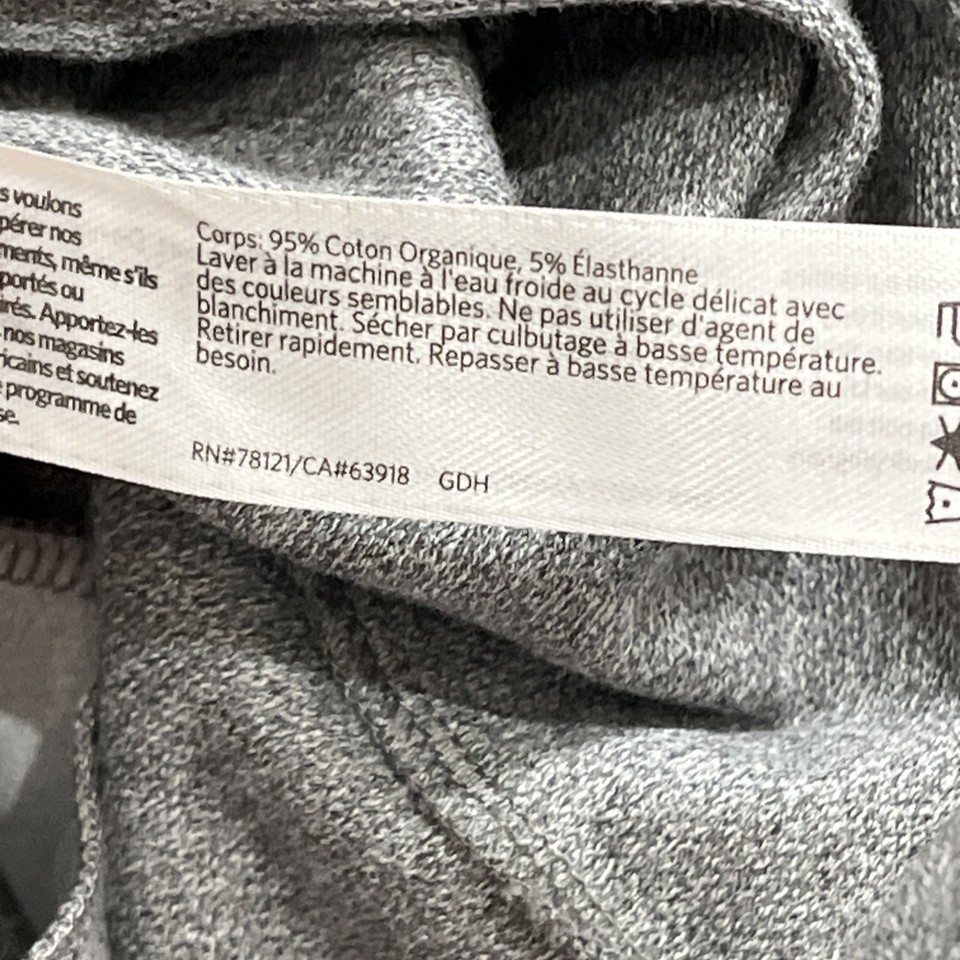 s voulons
pérer nos
ments, même s'ils
portés ou
irés. Apportez-les
nos magasins
ricains et soutenez
programme de
se.
Corps: 95% Coton Organique, 5% Élasthanne
Laver à la machine à l'eau froide au cycle délicat avec
des couleurs semblables. Ne pas utiliser d'agent de
blanchiment. Sécher par culbutage à basse température.
Retirer rapidement. Repasser à basse température au
besoin.
RN#78121/CA#63918 GDH